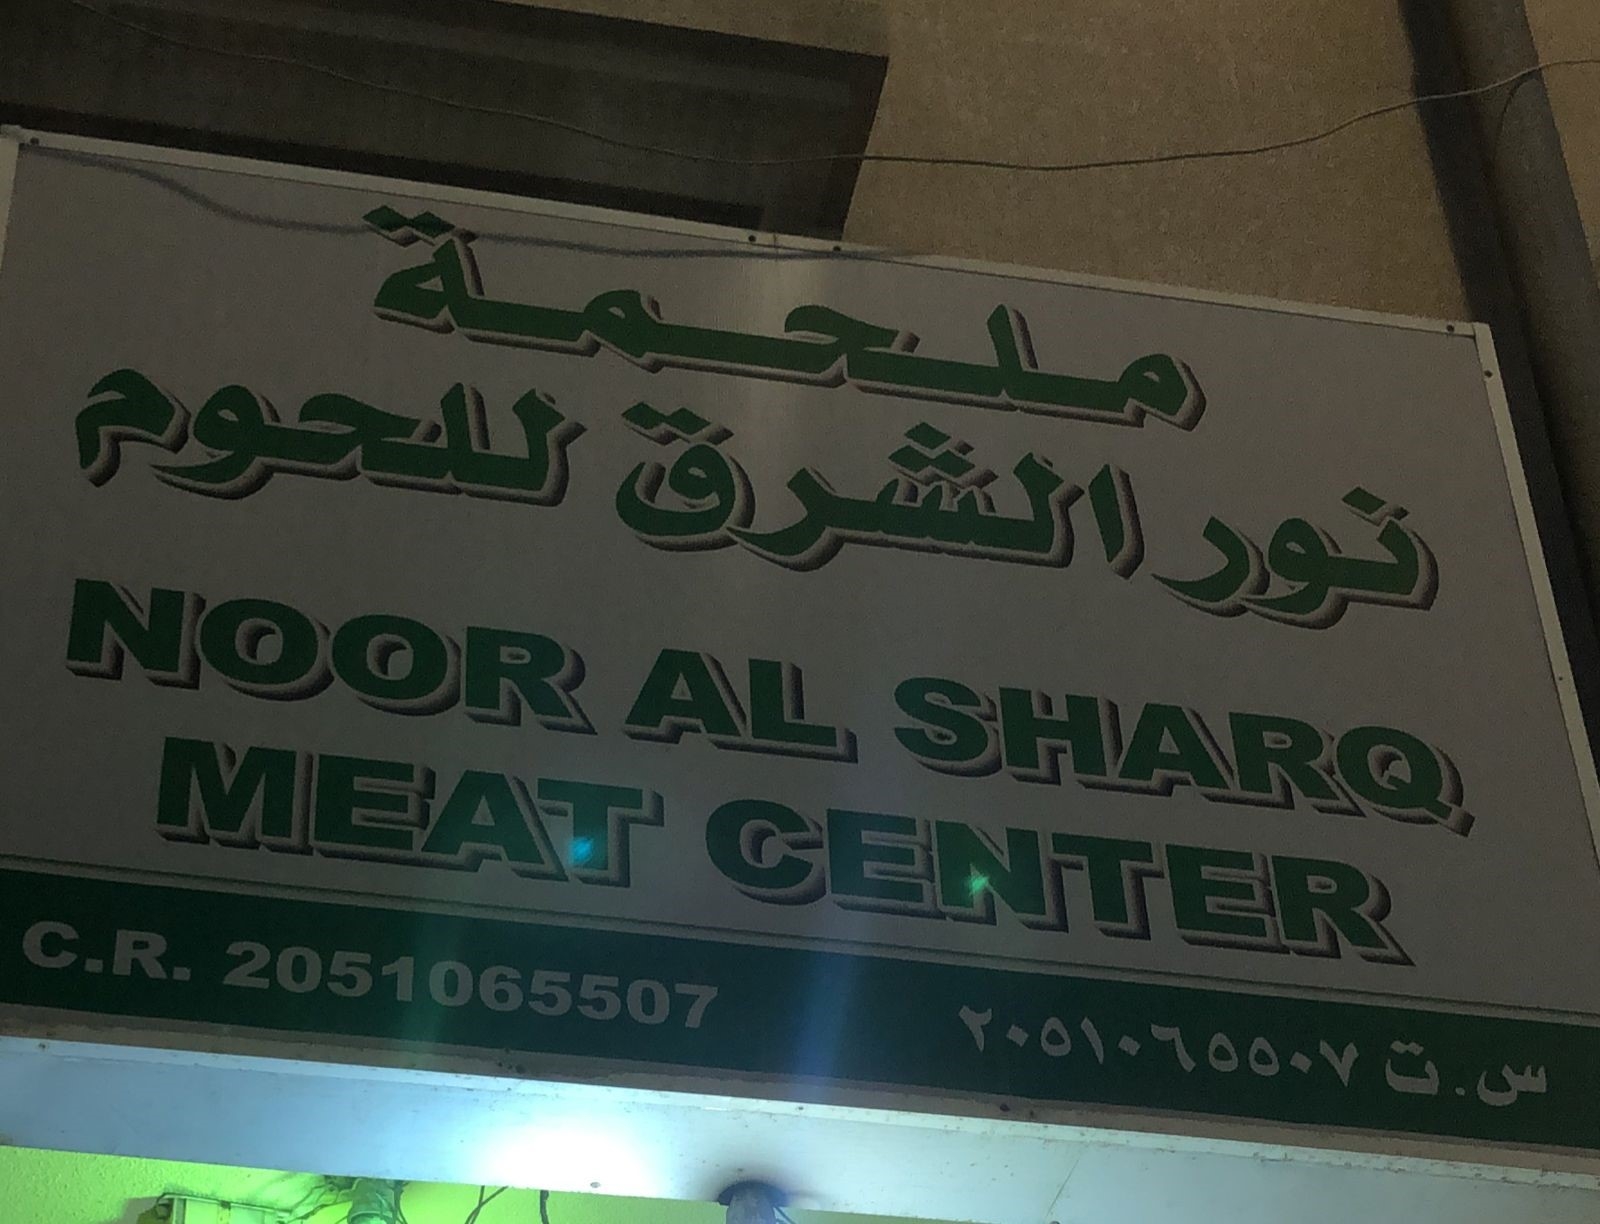 ملحمة
نور الشرق للحوم
NOOR AL SHARQ
MEAT CENTER
C.R. 2051065507
س.ت ٢٠٥١٠٦٥٥٠٧